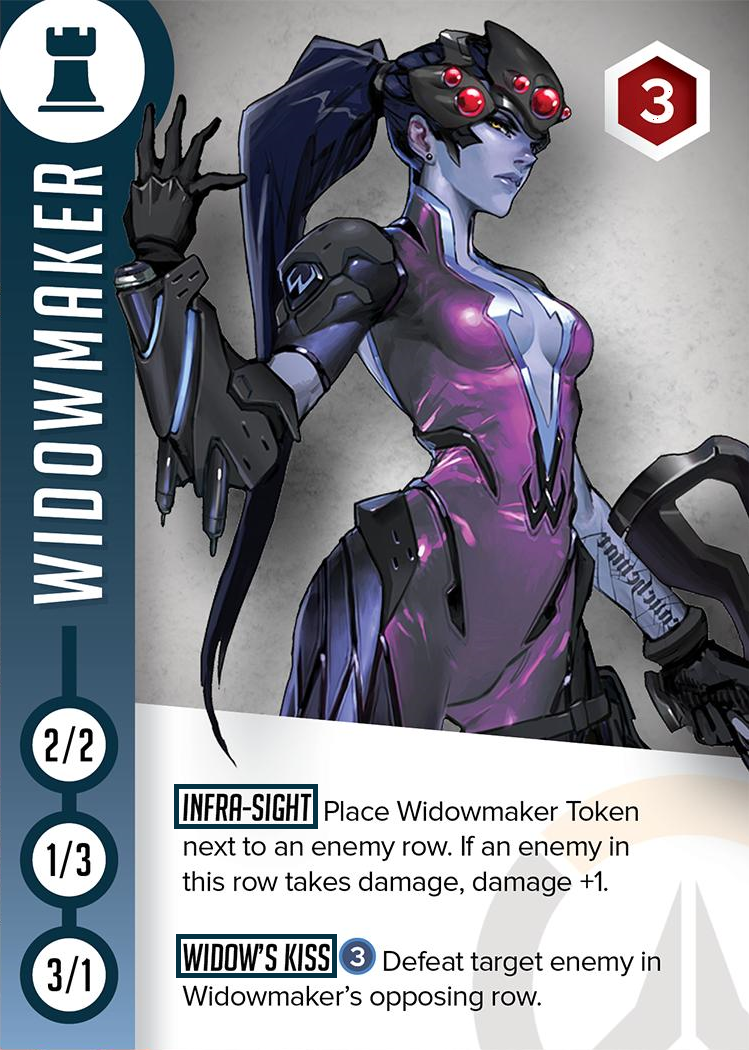 3
WIDOWMAKER
2/2
1/3
3/1
INFRA-SIGHT Place Widowmaker Token
next to an enemy row. If an enemy in
this row takes damage, damage +1.
WIDOW'S KISS 3 Defeat target enemy in
Widowmaker's opposing row.